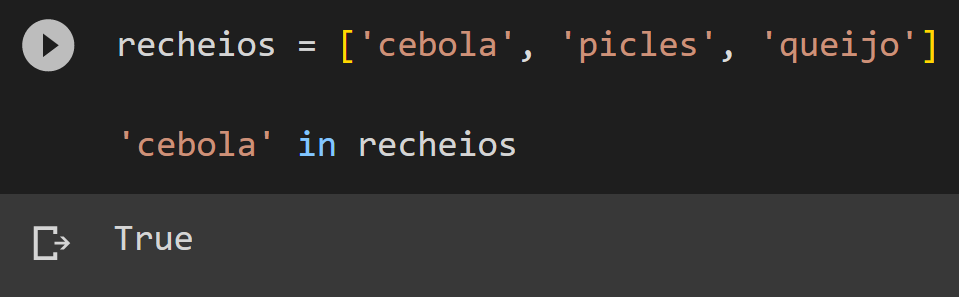 recheios = ['cebola', 'picles', 'queijo']
'cebola' in recheios
True